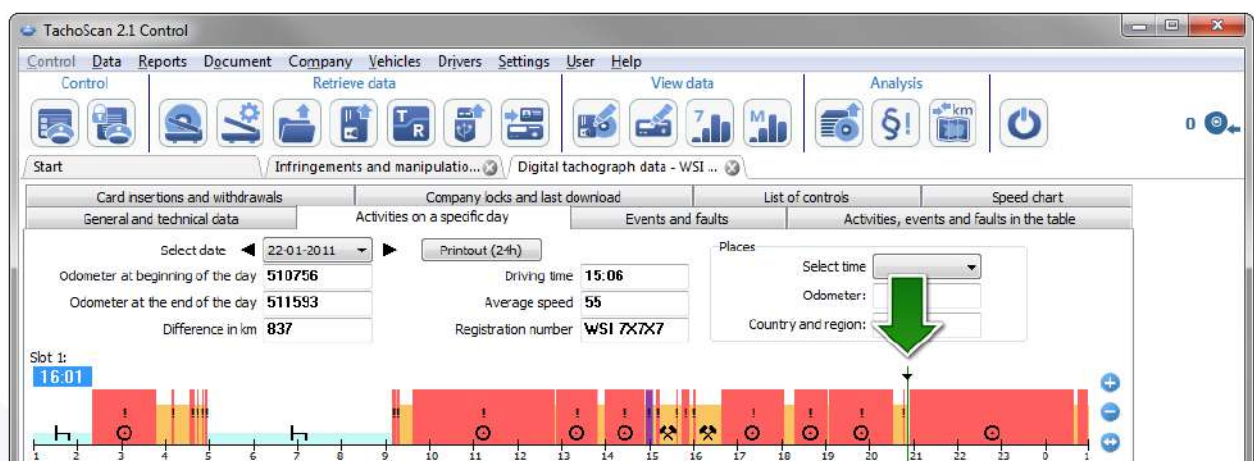 TachoScan 2.1 Control
Control Data Reports Document Company Vehicles Drivers Settings User Help
Control Retrieve data View data Analysis
T R 7 M § ! km 0
Start Infringements and manipulatio... Digital tachograph data - WSI ...
Card insertions and withdrawals Company locks and last download List of controls Speed chart
General and technical data Activities on a specific day Events and faults Activities, events and faults in the table
Select date 22-01-2011 Printout (24h) Places
Select time
Odometer at beginning of the day 510756 Driving time 15:06
Odometer:
Odometer at the end of the day 511593 Average speed 55
Country and region:
Difference in km 837 Registration number WSI 7X7X7
Slot 1:
16:01
! ! ! ! ! ! ! ! ! ! ! ! ! ! ! ! ! ! !
1 2 3 4 5 6 7 8 9 10 11 12 13 14 15 16 17 18 19 20 21 22 23 0 1